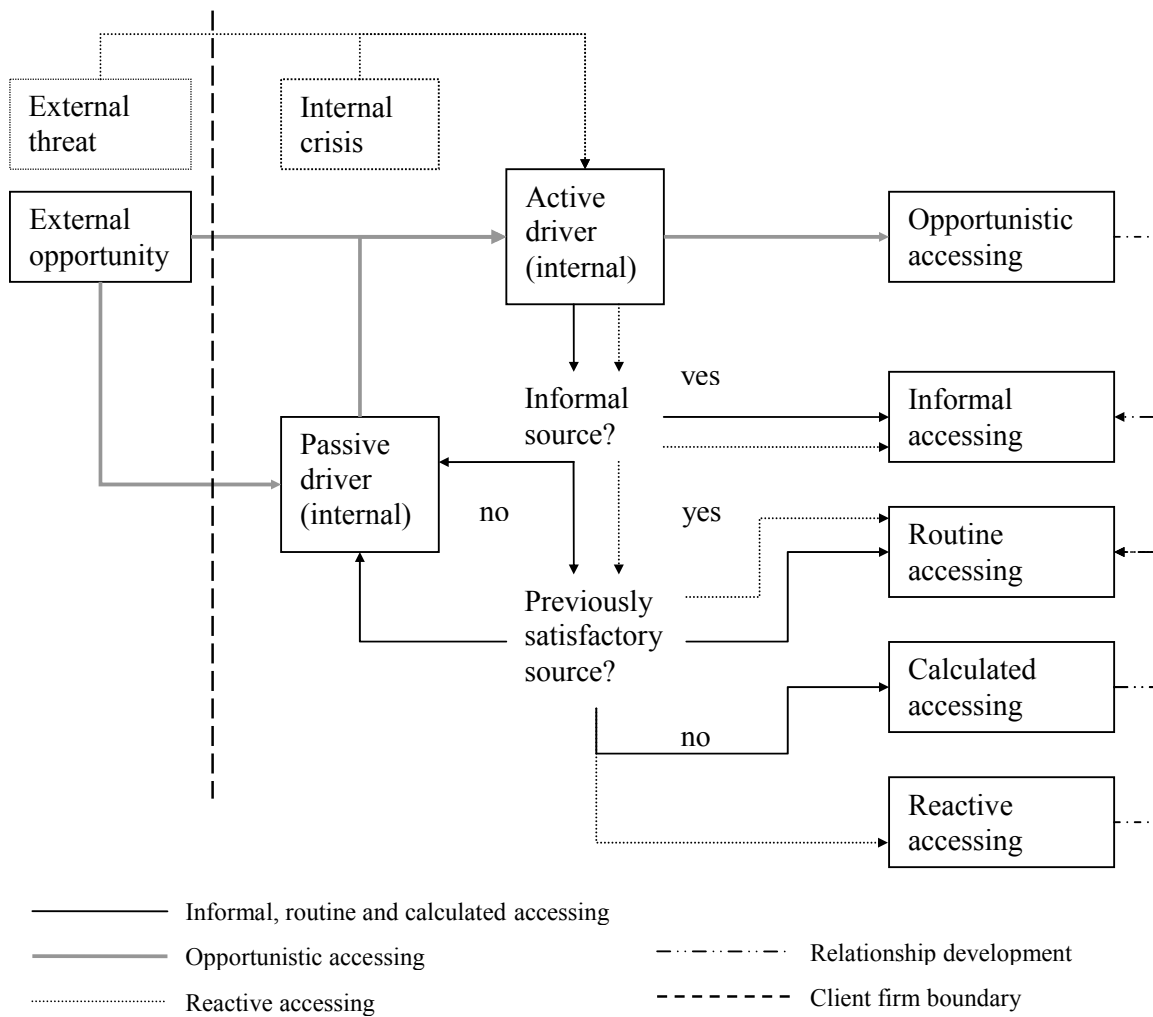 External
threat
Internal
crisis
External
opportunity
Active
driver
(internal)
Opportunistic
accessing
ves
Informal
source?
Informal
accessing
Passive
driver
(internal)
no
yes
Routine
accessing
Previously
satisfactory
source?
Calculated
accessing
no
Reactive
accessing
Informal, routine and calculated accessing
Opportunistic accessing
Relationship development
Reactive accessing
Client firm boundary